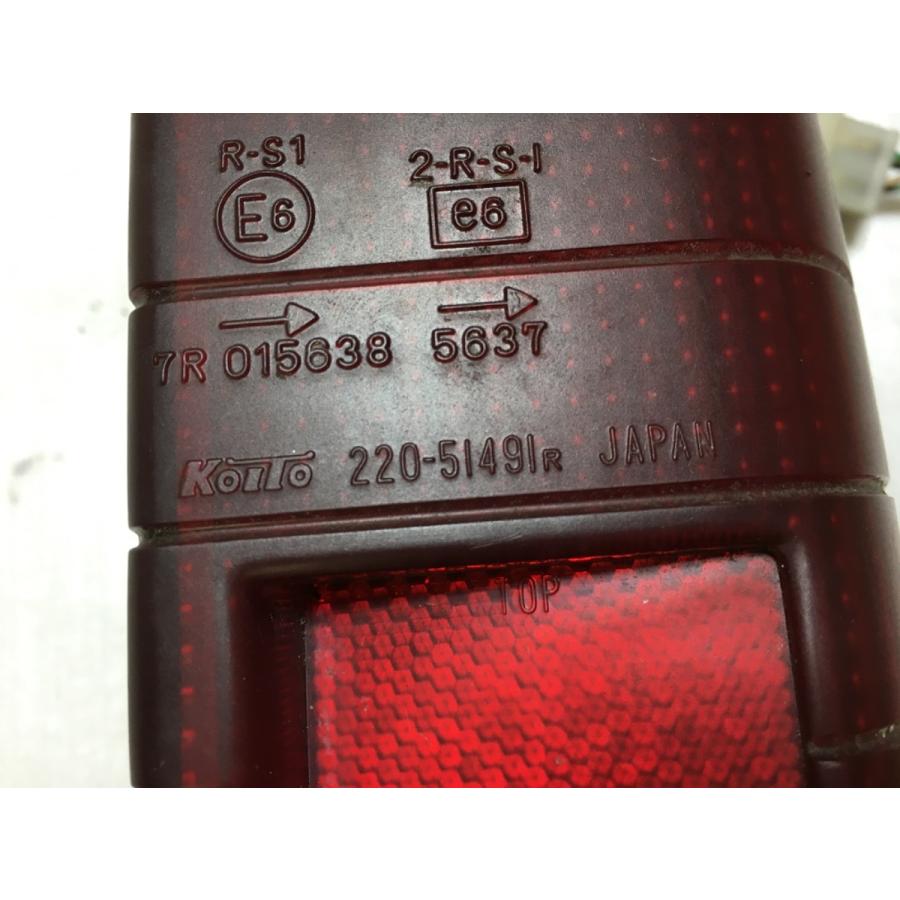 R-S1 2-R-S-I
E6 e6
7R 015638 5637
KOITO 220-51491R JAPAN
TOP